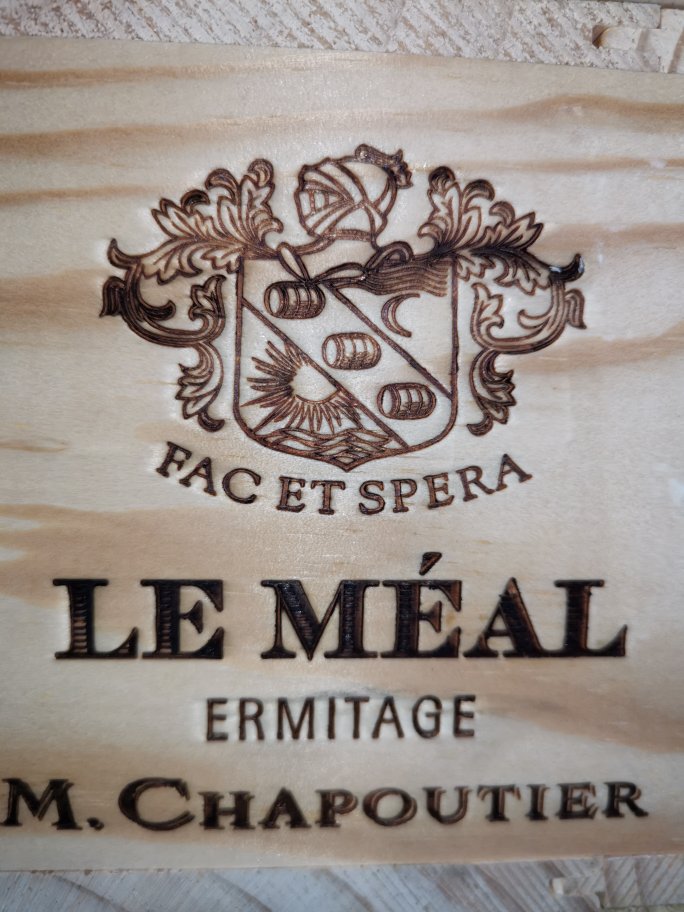 FAC ET SPERA
LE MÉAL
ERMITAGE
M. CHAPOUTIER